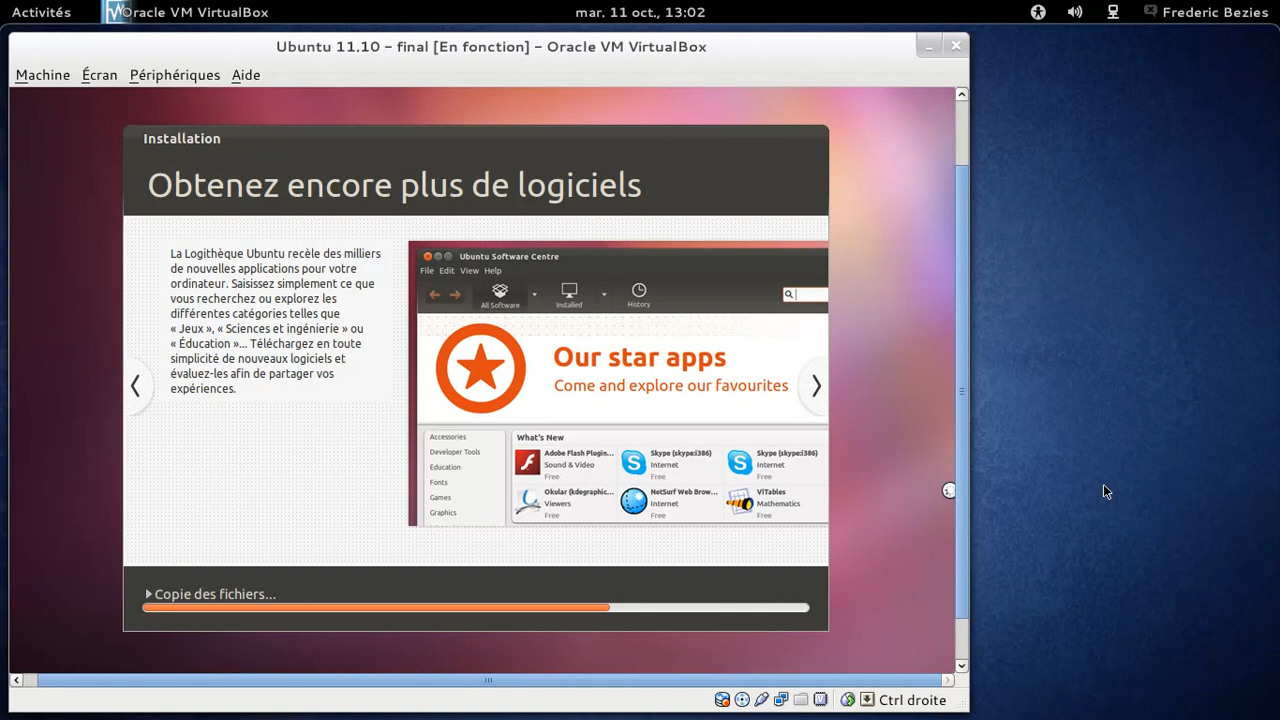 Activités
Oracle VM VirtualBox
mar. 11 oct., 13:02
Frederic Bezies
Ubuntu 11.10 – final [En fonction] – Oracle VM VirtualBox
Machine Écran Périphériques Aide
Installation
Obtenez encore plus de logiciels
La Logithèque Ubuntu recèle des milliers
de nouvelles applications pour votre
ordinateur. Saisissez simplement ce que
vous recherchez ou explorez les
différentes catégories telles que
« Jeux », « Sciences et ingénierie » ou
« Éducation »... Téléchargez en toute
simplicité de nouveaux logiciels et
évaluez-les afin de partager vos
expériences.
Ubuntu Software Centre
File Edit View Help
All Software Installed History
Our star apps
Come and explore our favourites
Accessories
Developer Tools
Education
Fonts
Games
Graphics
What's New
Adobe Flash Plugin...
Sound & Video
Free
Skype (skype:i386)
Internet
Free
Skype (skype:i386)
Internet
Free
Okular (kdegraphic...
Viewers
Free
NetSurf Web Brow...
Internet
Free
ViTables
Mathematics
Free
Copie des fichiers...
Ctrl droite